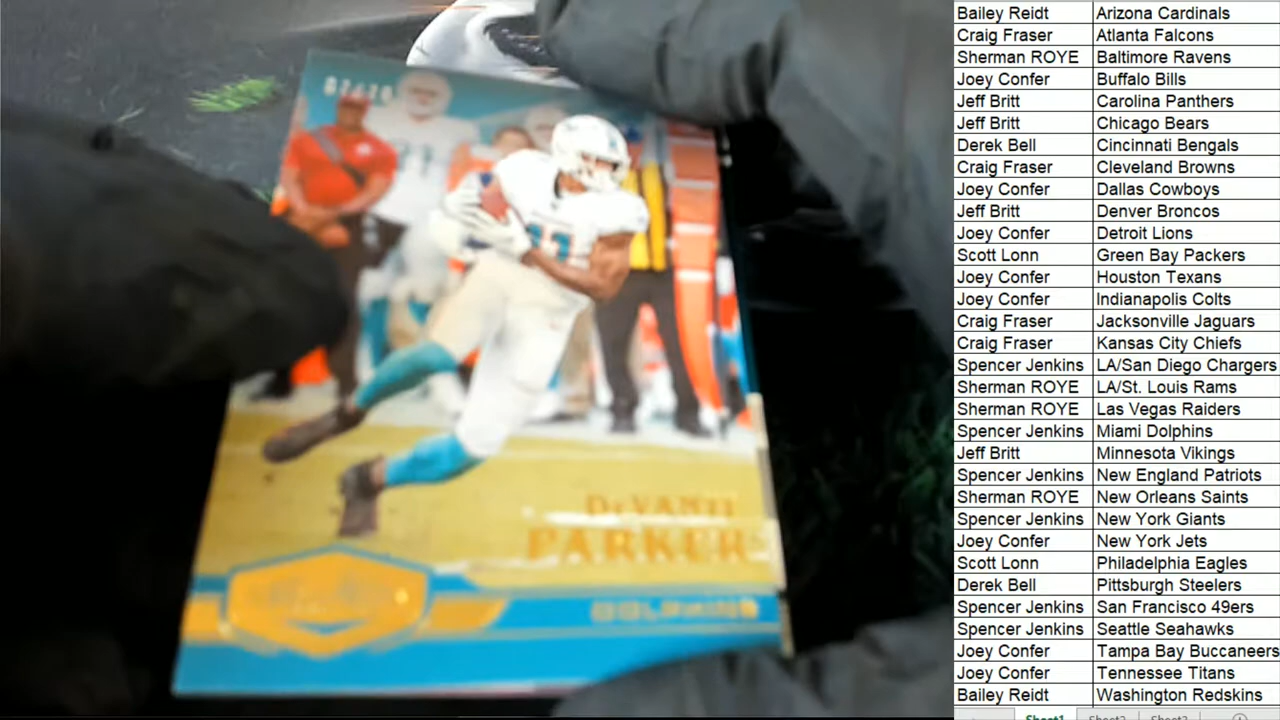 DEVANTE
PARKER
DOLPHINS
11
Bailey Reidt Arizona Cardinals
Craig Fraser Atlanta Falcons
Sherman ROYE Baltimore Ravens
Joey Confer Buffalo Bills
Jeff Britt Carolina Panthers
Jeff Britt Chicago Bears
Derek Bell Cincinnati Bengals
Craig Fraser Cleveland Browns
Joey Confer Dallas Cowboys
Jeff Britt Denver Broncos
Joey Confer Detroit Lions
Scott Lonn Green Bay Packers
Joey Confer Houston Texans
Joey Confer Indianapolis Colts
Craig Fraser Jacksonville Jaguars
Craig Fraser Kansas City Chiefs
Spencer Jenkins LA/San Diego Chargers
Sherman ROYE LA/St. Louis Rams
Sherman ROYE Las Vegas Raiders
Spencer Jenkins Miami Dolphins
Jeff Britt Minnesota Vikings
Spencer Jenkins New England Patriots
Sherman ROYE New Orleans Saints
Spencer Jenkins New York Giants
Joey Confer New York Jets
Scott Lonn Philadelphia Eagles
Derek Bell Pittsburgh Steelers
Spencer Jenkins San Francisco 49ers
Spencer Jenkins Seattle Seahawks
Joey Confer Tampa Bay Buccaneers
Joey Confer Tennessee Titans
Bailey Reidt Washington Redskins
Sheet1 Sheet2 Sheet3